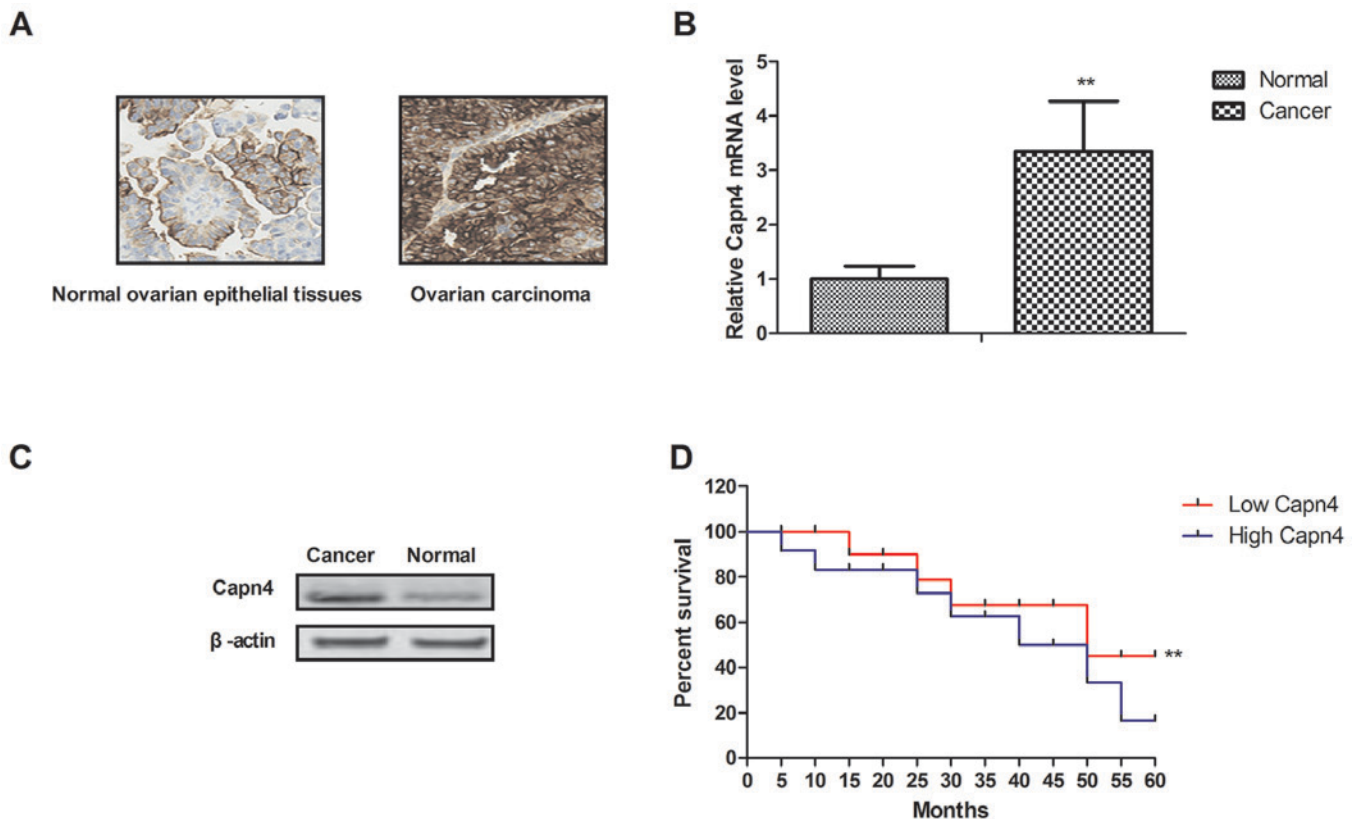 A
Normal ovarian epithelial tissues
Ovarian carcinoma
B
Relative Capn4 mRNA level
5
4
3
2
1
0
**
Normal
Cancer
C
Cancer Normal
Capn4
β -actin
D
Percent survival
120
100
80
60
40
20
0
0 5 10 15 20 25 30 35 40 45 50 55 60
Months
**
Low Capn4
High Capn4